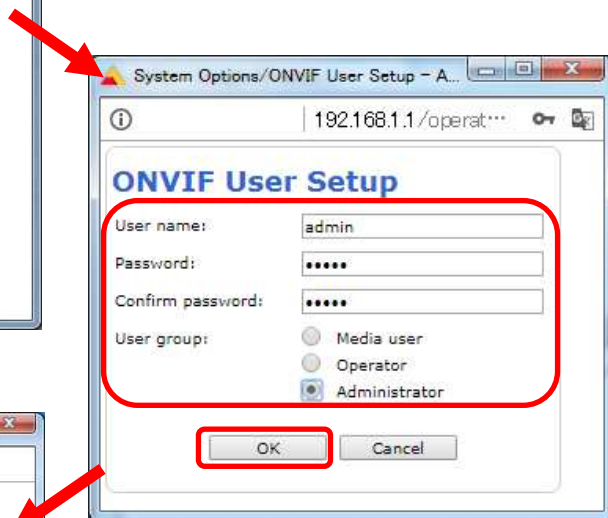 System Options/ONVIF User Setup - A...
192.168.1.1/operat...
ONVIF User Setup
User name: admin
Password: •••••
Confirm password: •••••
User group: Media user
Operator
Administrator
OK Cancel